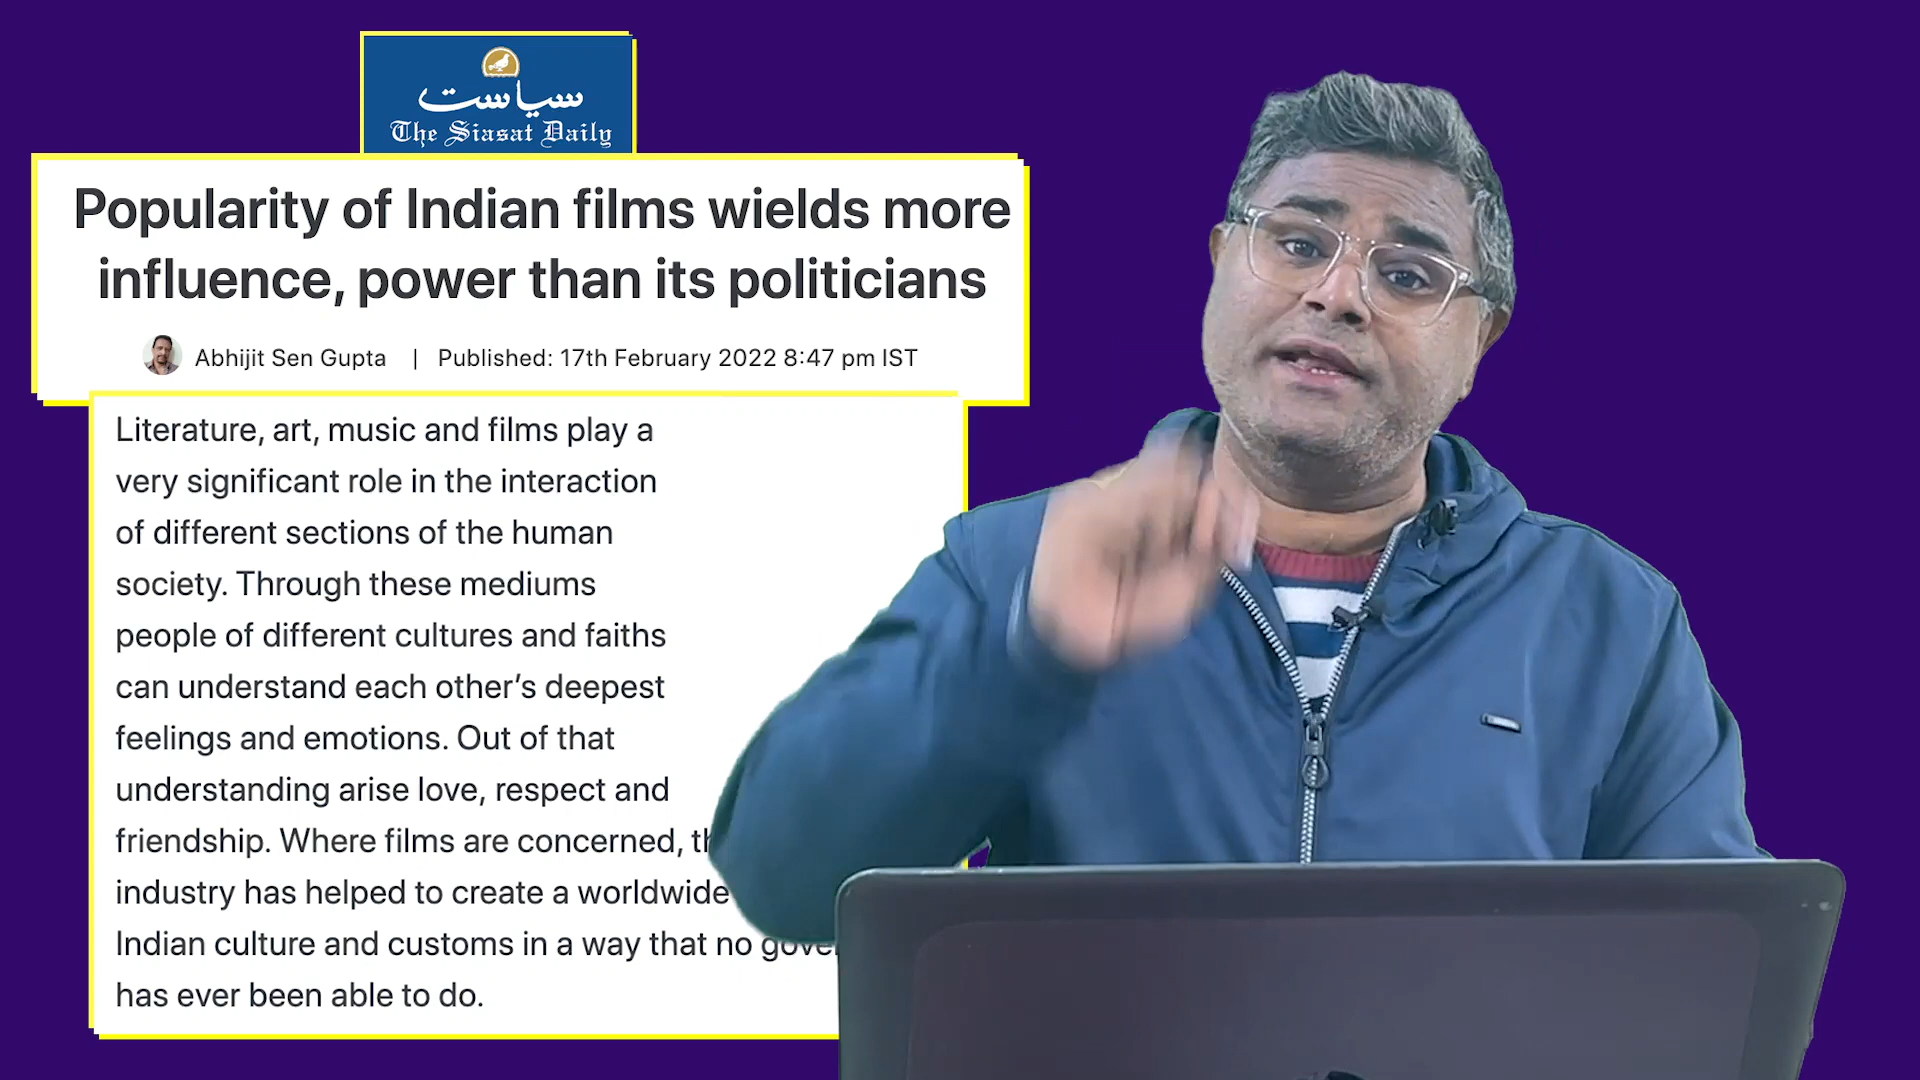 سیاست
The Siasat Daily
Popularity of Indian films wields more
influence, power than its politicians
Abhijit Sen Gupta | Published: 17th February 2022 8:47 pm IST
Literature, art, music and films play a
very significant role in the interaction
of different sections of the human
society. Through these mediums
people of different cultures and faiths
can understand each other’s deepest
feelings and emotions. Out of that
understanding arise love, respect and
friendship. Where films are concerned,
industry has helped to create a worldwide
Indian culture and customs in a way that no
has ever been able to do.